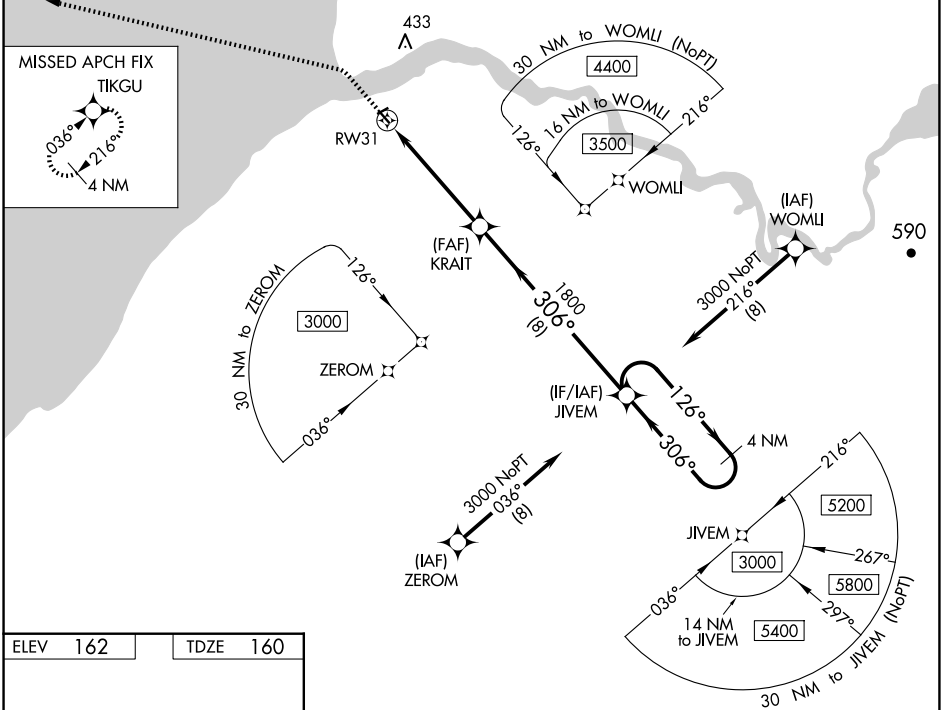 433
MISSED APCH FIX
TIKGU
036°
216°
4 NM
RW31
30 NM to WOMLI (NoPT)
4400
216°
16 NM to WOMLI
126°
3500
WOMLI
(IAF)
WOMLI
590
(FAF)
KRAIT
3000 NoPT
216°
(8)
30 NM to ZEROM
126°
3000
ZEROM
036°
1800
306°
(8)
(IF/IAF)
JIVEM
126°
306°
4 NM
3000 NoPT
036°
(8)
(IAF)
ZEROM
216°
5200
JIVEM
3000
267°
5800
036°
297°
14 NM
to JIVEM
5400
30 NM to JIVEM (NoPT)
ELEV 162
TDZE 160